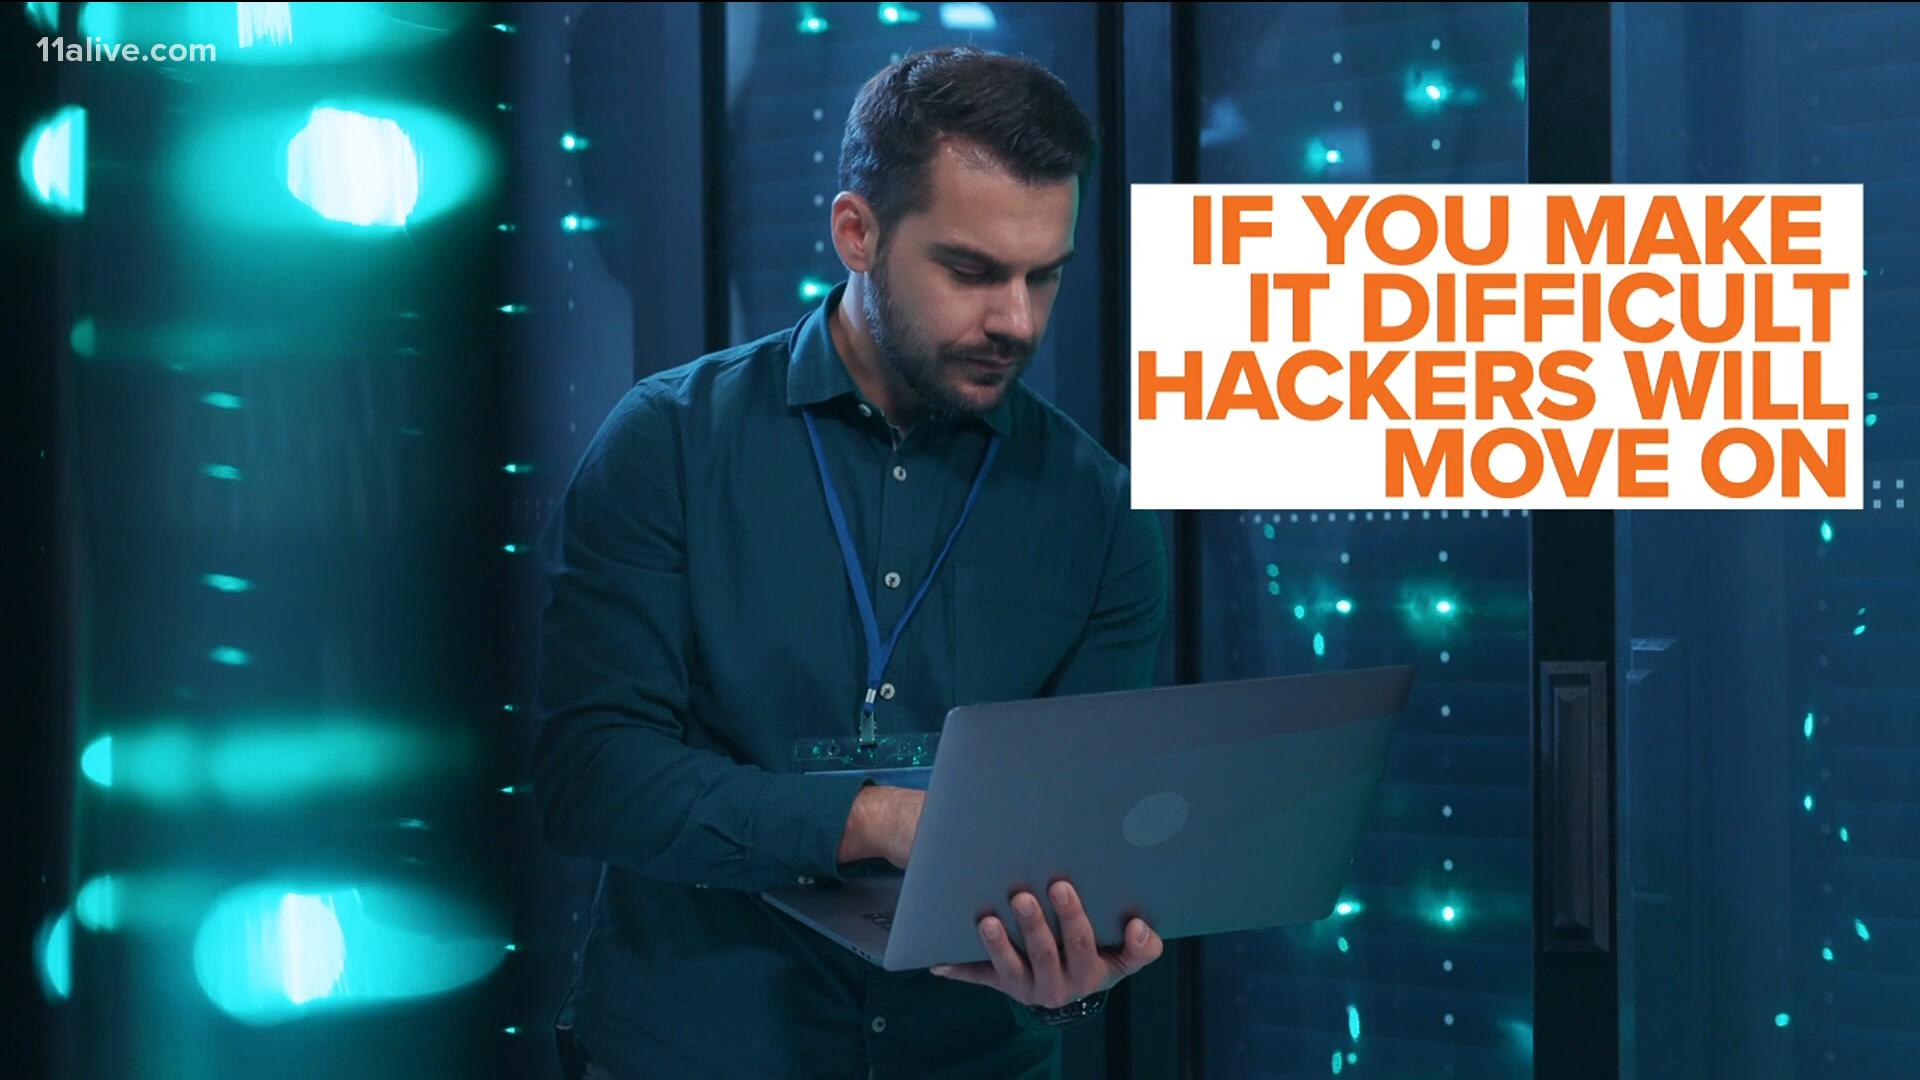 11alive.com
IF YOU MAKE
IT DIFFICULT
HACKERS WILL
MOVE ON